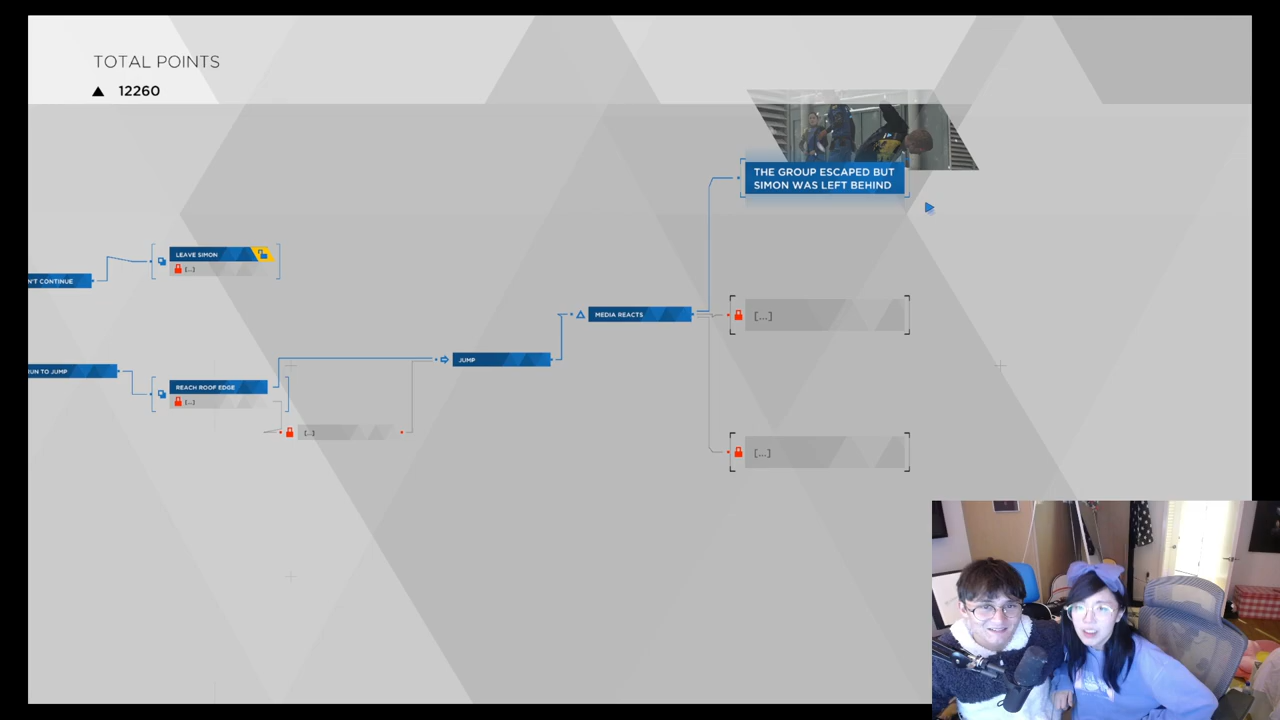 TOTAL POINTS
12260
THE GROUP ESCAPED BUT
SIMON WAS LEFT BEHIND
LEAVE SIMON
[...]
N'T CONTINUE
MEDIA REACTS
[...]
JUMP
RUN TO JUMP
REACH ROOF EDGE
[...]
[...]
[...]